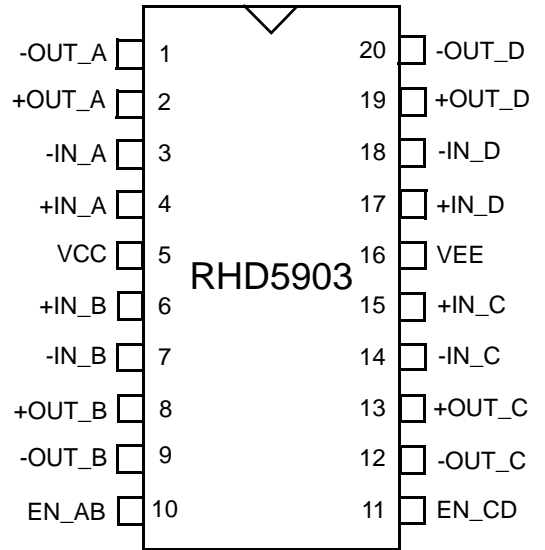 -OUT_A 1 20 -OUT_D
+OUT_A 2 19 +OUT_D
-IN_A 3 18 -IN_D
+IN_A 4 17 +IN_D
VCC 5 16 VEE
RHD5903
+IN_B 6 15 +IN_C
-IN_B 7 14 -IN_C
+OUT_B 8 13 +OUT_C
-OUT_B 9 12 -OUT_C
EN_AB 10 11 EN_CD